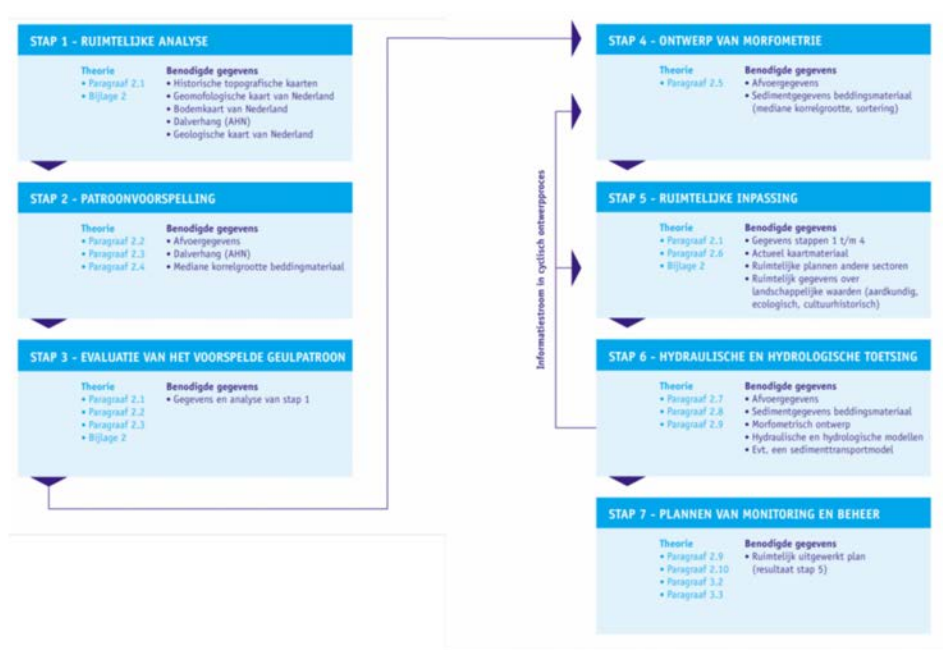 STAP 1 - RUIMTELIJKE ANALYSE
Theorie
• Paragraaf 2.1
• Bijlage 2
Benodigde gegevens
• Historische topografische kaarten
• Geomofologische kaart van Nederland
• Bodemkaart van Nederland
• Dalverhang (AHN)
• Geologische kaart van Nederland
STAP 2 - PATROONVOORSPELLING
Theorie
• Paragraaf 2.2
• Paragraaf 2.3
• Paragraaf 2.4
Benodigde gegevens
• Afvoergegevens
• Dalverhang (AHN)
• Mediane korrelgrootte beddingmateriaal
STAP 3 - EVALUATIE VAN HET VOORSPELDE GEULPATROON
Theorie
• Paragraaf 2.1
• Paragraaf 2.2
• Paragraaf 2.3
• Bijlage 2
Benodigde gegevens
• Gegevens en analyse van stap 1
Informatiestroom in cyclisch ontwerpproces
STAP 4 - ONTWERP VAN MORFOMETRIE
Theorie
• Paragraaf 2.5
Benodigde gegevens
• Afvoergegevens
• Sedimentgegevens beddingsmateriaal
(mediane korrelgrootte, sortering)
STAP 5 - RUIMTELIJKE INPASSING
Theorie
• Paragraaf 2.1
• Paragraaf 2.6
• Bijlage 2
Benodigde gegevens
• Gegevens stappen 1 t/m 4
• Actueel kaartmateriaal
• Ruimtelijke plannen andere sectoren
• Ruimtelijk gegevens over
landschappelijke waarden (aardkundig,
ecologisch, cultuurhistorisch)
STAP 6 - HYDRAULISCHE EN HYDROLOGISCHE TOETSING
Theorie
• Paragraaf 2.7
• Paragraaf 2.8
• Paragraaf 2.9
Benodigde gegevens
• Afvoergegevens
• Sedimentgegevens beddingsmateriaal
• Morfometrisch ontwerp
• Hydraulische en hydrologische modellen
• Evt. een sedimenttransportmodel
STAP 7 - PLANNEN VAN MONITORING EN BEHEER
Theorie
• Paragraaf 2.9
• Paragraaf 2.10
• Paragraaf 3.2
• Paragraaf 3.3
Benodigde gegevens
• Ruimtelijk uitgewerkt plan
(resultaat stap 5)